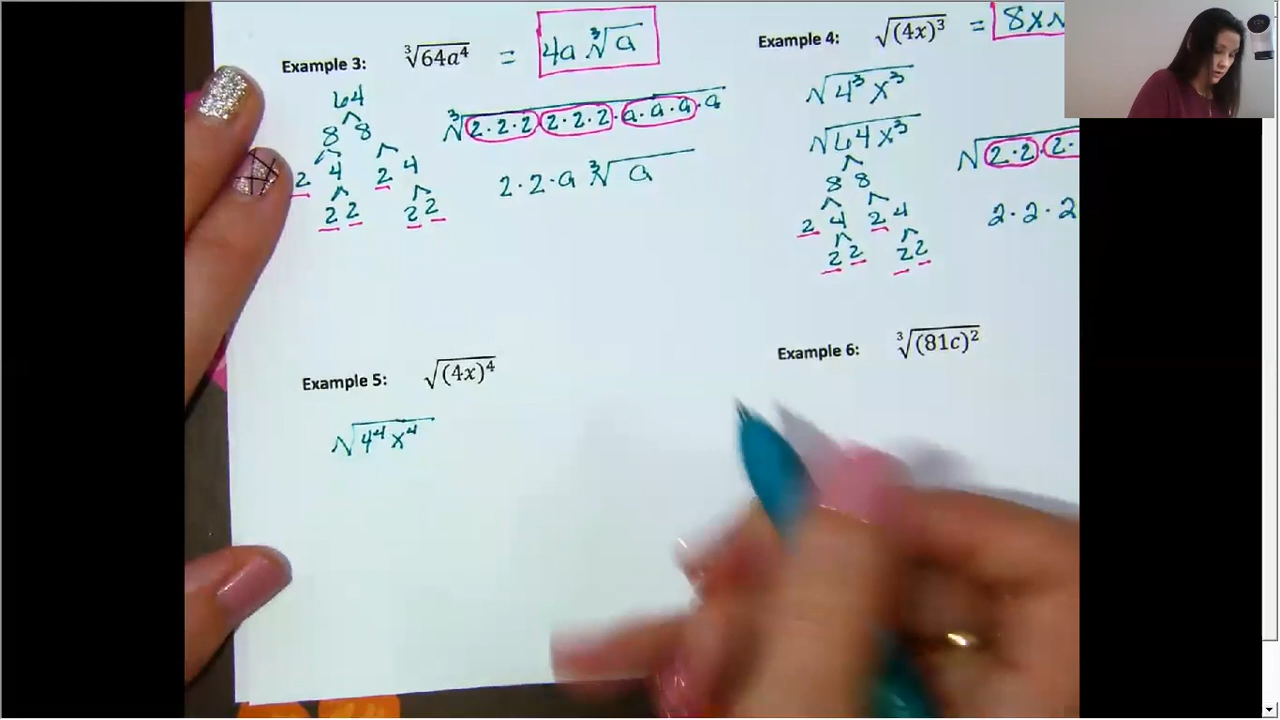 Example 3: ∛64a⁴ = 4a ∛a
64
8 8
2 4 2 4
2 2 2 2
∛2·2·2·2·2·2·a·a·a·a
2·2·a ∛a
Example 4: √(4x)³ = 8x√
√4³x³
√64x³
8 8
2 4 2 4
2 2 2 2
√2·2·2·
2·2·2
Example 5: √(4x)⁴
√4⁴x⁴
Example 6: ∛(81c)²